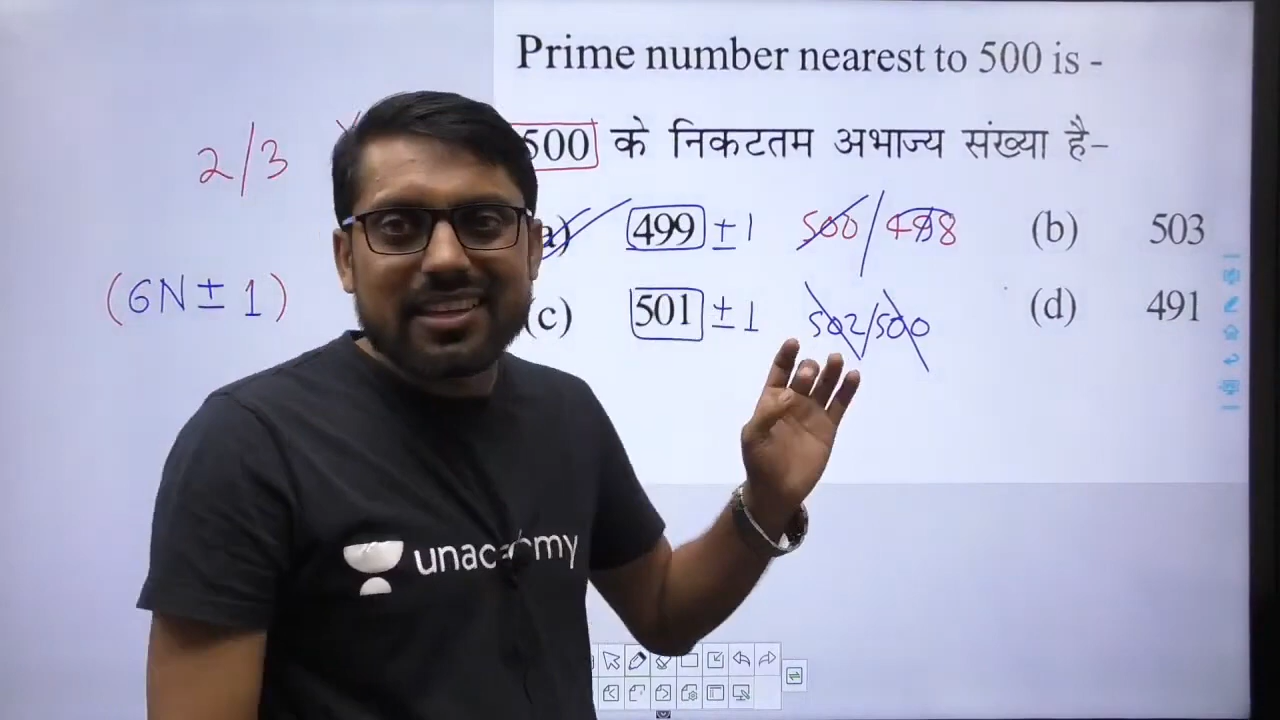 Prime number nearest to 500 is -
500 के निकटतम अभाज्य संख्या है-
2/3
a) 499 ±1 500/498 (b) 503
(6N ± 1)
(c) 501 ±1 502/500 (d) 491
unacademy